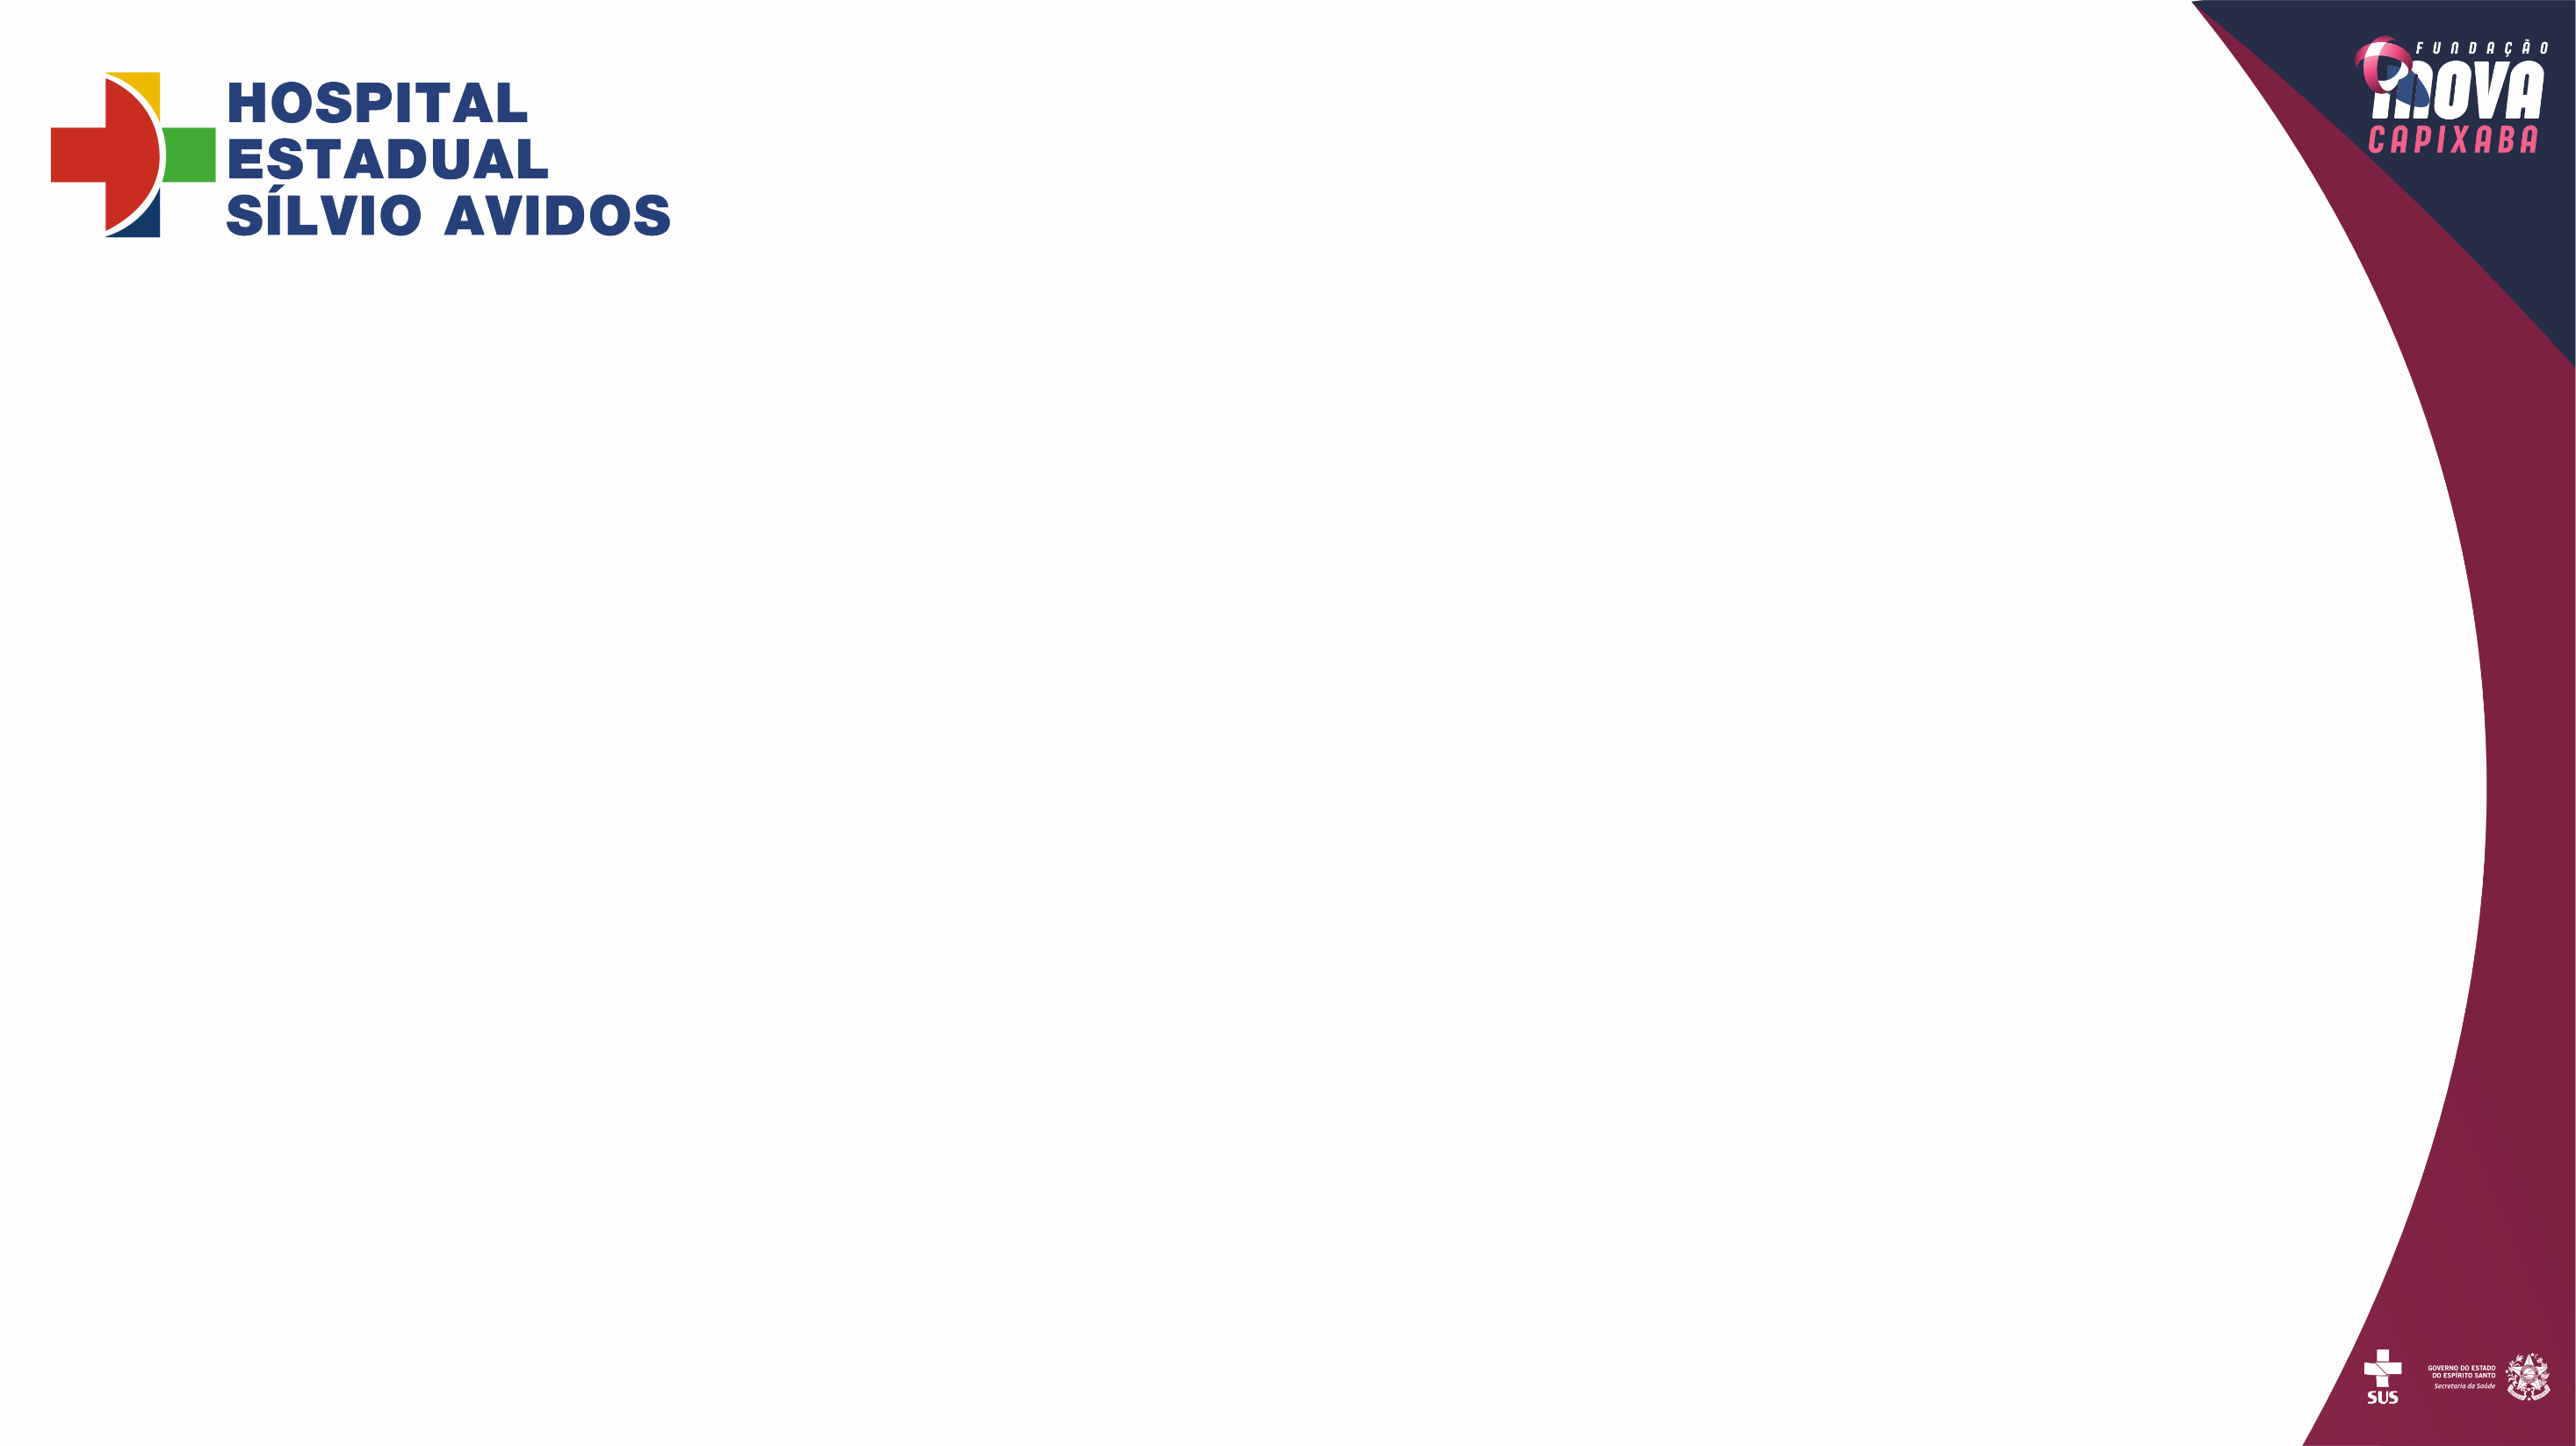 HOSPITAL
ESTADUAL
SÍLVIO AVIDOS
FUNDAÇÃO
iNOVA
CAPIXABA
SUS
GOVERNO DO ESTADO
DO ESPÍRITO SANTO
Secretaria da Saúde